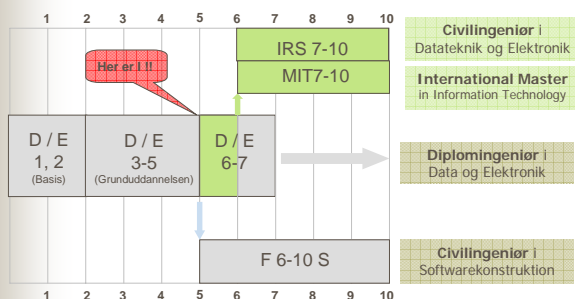 1 2 3 4 5 6 7 8 9 10
IRS 7-10
MIT7-10
Her er I !!
D / E
1, 2
(Basis)
D / E
3-5
(Grunduddannelsen)
D / E
6-7
F 6-10 S
1 2 3 4 5 6 7 8 9 10
Civilingeniør i
Datateknik og Elektronik
International Master
in Information Technology
Diplomingeniør i
Data og Elektronik
Civilingeniør i
Softwarekonstruktion